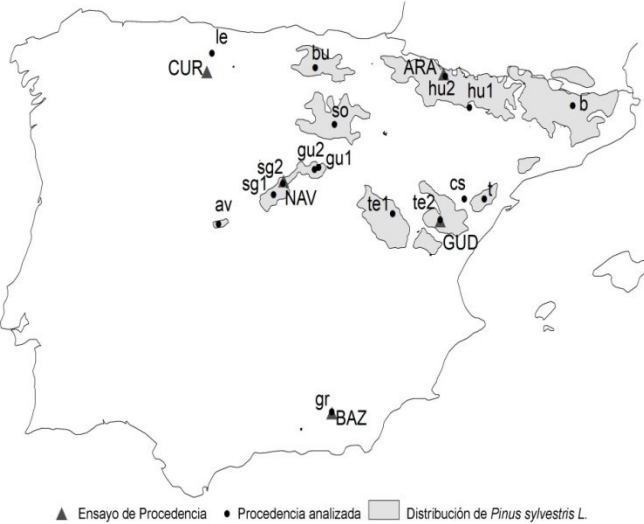 le
CUR
bu
ARA
hu2
hu1
b
so
gu2
gu1
sg2
sg1
NAV
av
te1
te2
cs
t
GUD
gr
BAZ
Ensayo de Procedencia
Procedencia analizada
Distribución de Pinus sylvestris L.